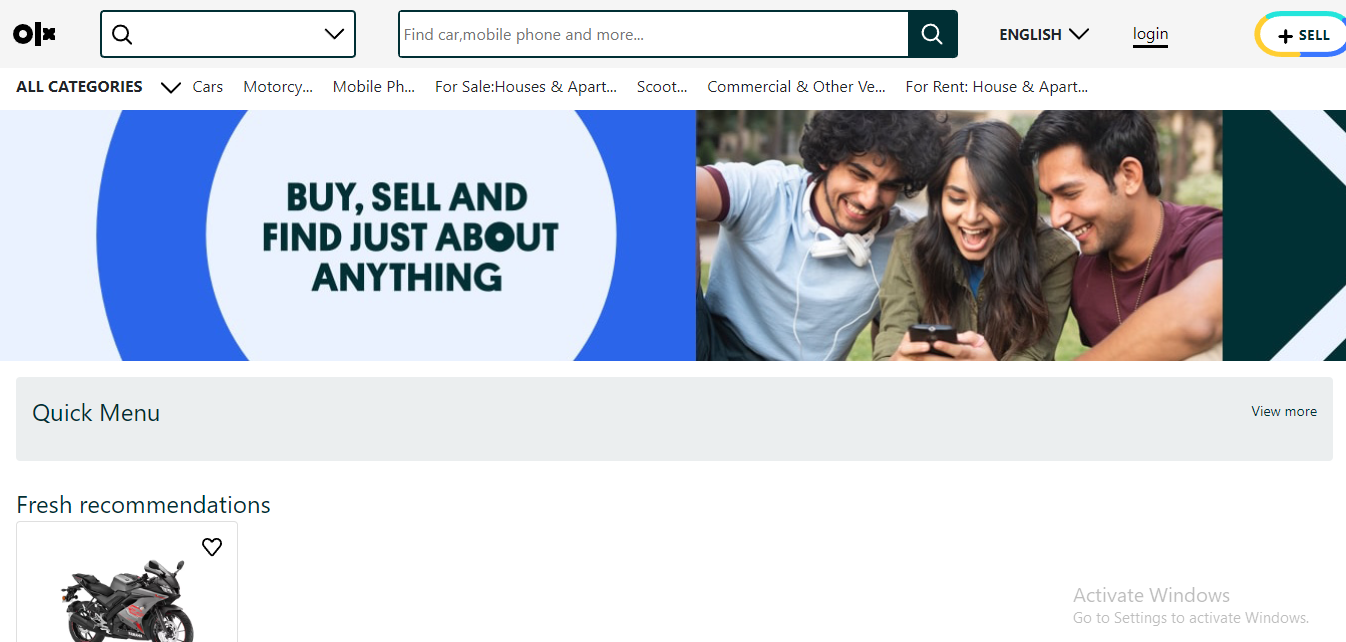 olx
Find car,mobile phone and more...
ENGLISH
login
SELL
ALL CATEGORIES
Cars
Motorcy...
Mobile Ph...
For Sale:Houses & Apart...
Scoot...
Commercial & Other Ve...
For Rent: House & Apart...
BUY, SELL AND
FIND JUST ABOUT
ANYTHING
Quick Menu
View more
Fresh recommendations
Activate Windows
Go to Settings to activate Windows.